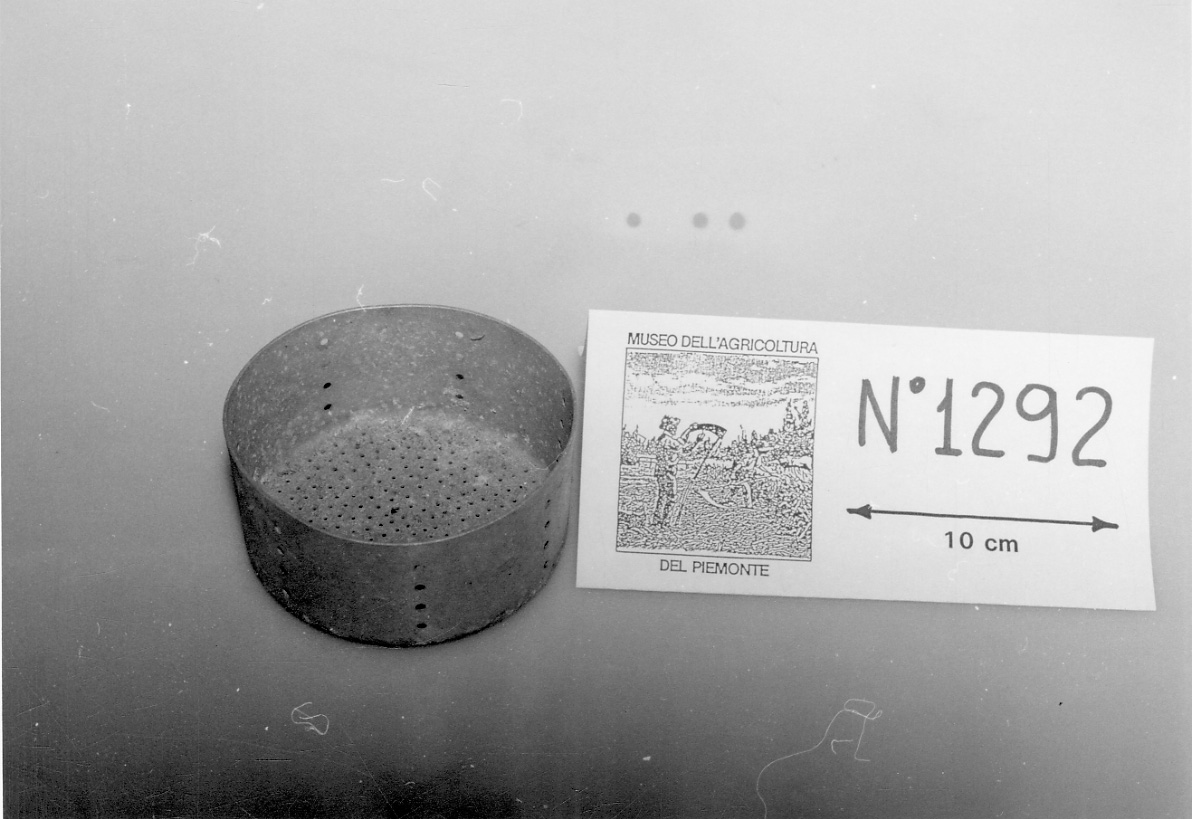 MUSEO DELL'AGRICOLTURA
DEL PIEMONTE
N°1292
10 cm